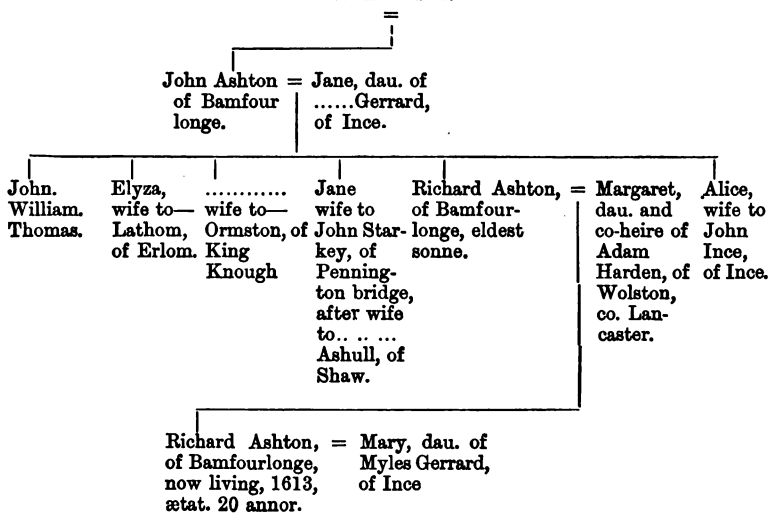 =
John Ashton = Jane, dau. of
of Bamfour ......Gerrard,
longe. of Ince.
John.
William.
Thomas.
Elyza,
wife to—
Lathom,
of Erlom.
............
wife to—
Ormston, of
King
Knough
Jane
wife to
John Star-
key, of
Penning-
ton bridge,
after wife
to.. .. ...
Ashull, of
Shaw.
Richard Ashton, =
of Bamfour-
longe, eldest
sonne.
Margaret,
dau. and
co-heire of
Adam
Harden, of
Wolston,
co. Lan-
caster.
Alice,
wife to
John
Ince,
of Ince.
Richard Ashton, = Mary, dau. of
of Bamfourlonge, Myles Gerrard,
now living, 1613, of Ince
ætat. 20 annor.